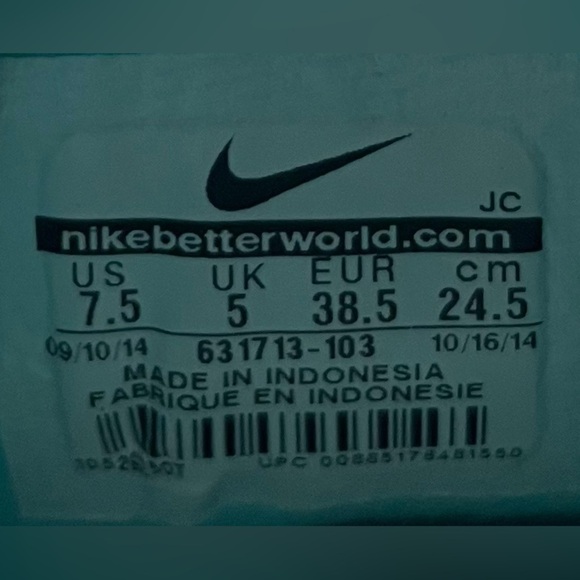 JC
nikebetterworld.com
US UK EUR cm
7.5 5 38.5 24.5
09/10/14 631713-103 10/16/14
MADE IN INDONESIA
FABRIQUE EN INDONESIE
UPC